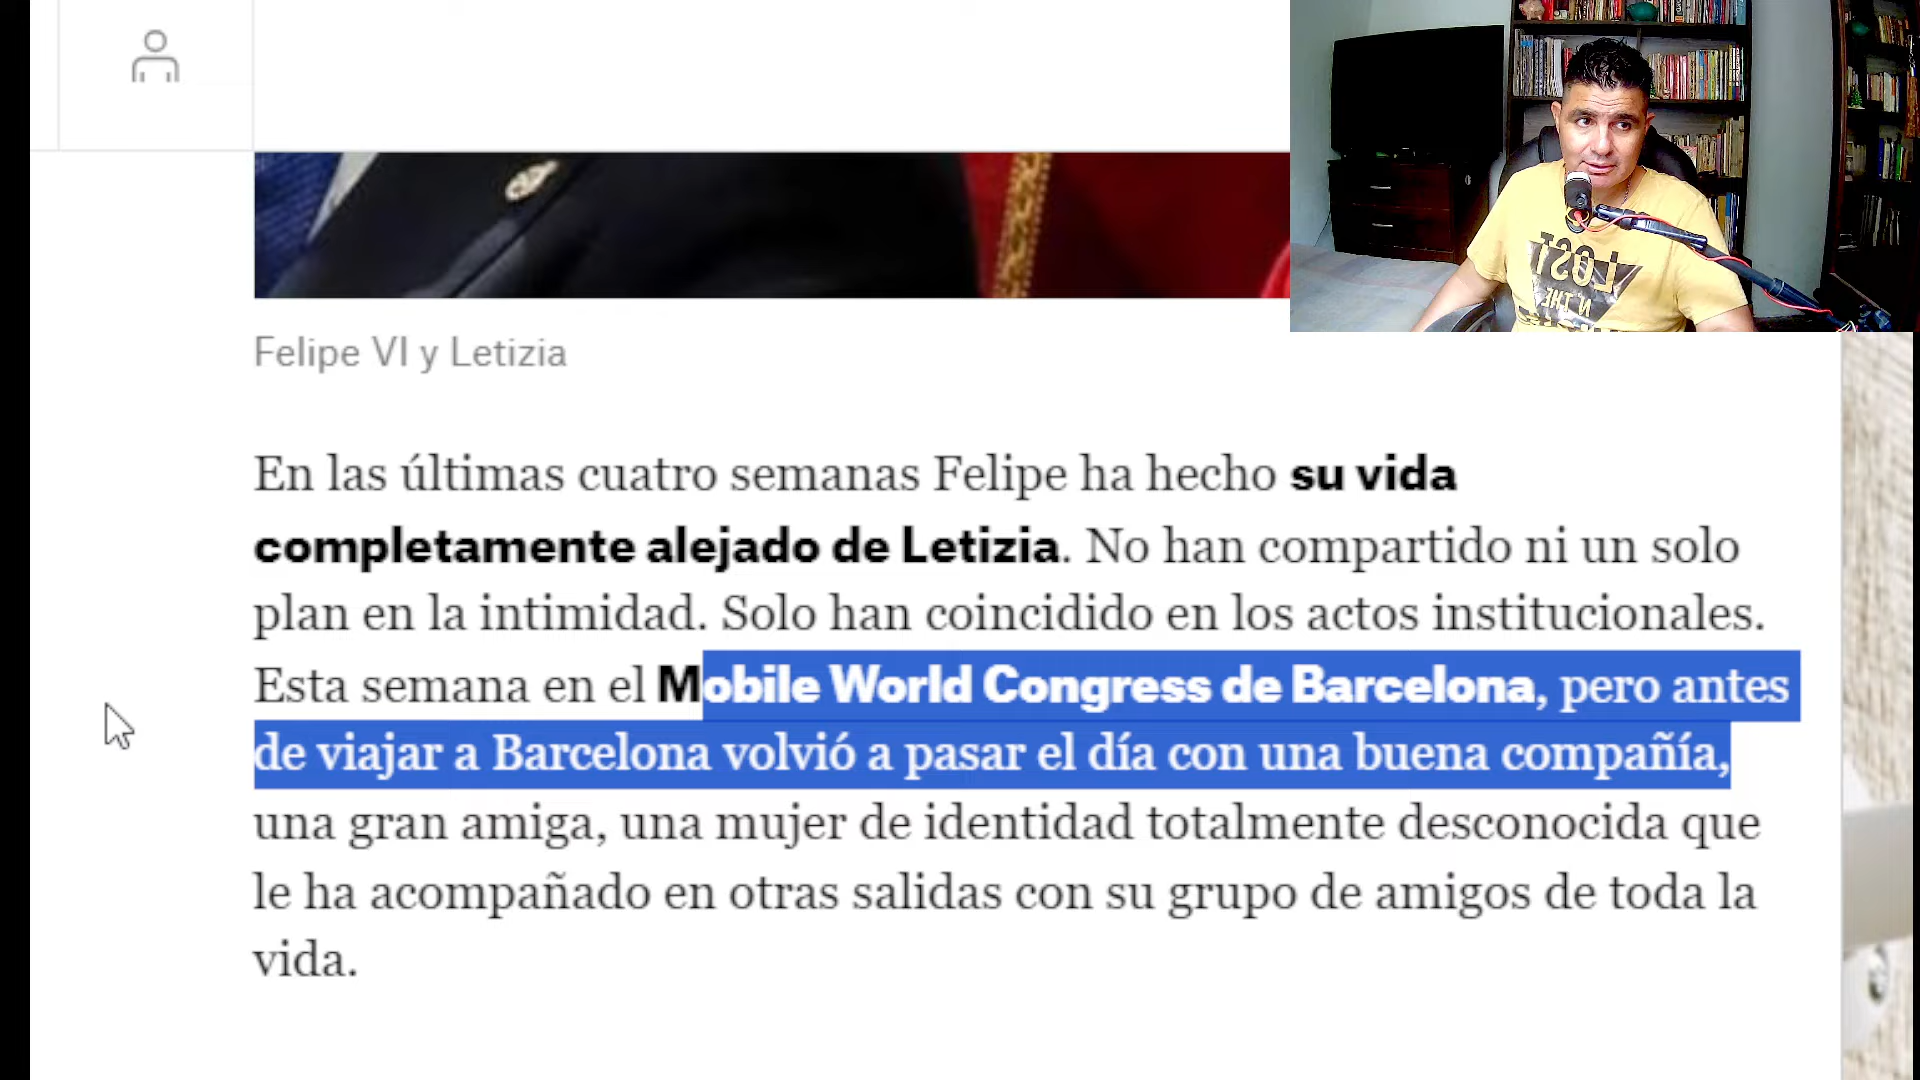 LOST
N THE
Felipe VI y Letizia
En las últimas cuatro semanas Felipe ha hecho su vida
completamente alejado de Letizia. No han compartido ni un solo
plan en la intimidad. Solo han coincidido en los actos institucionales.
Esta semana en el Mobile World Congress de Barcelona, pero antes
de viajar a Barcelona volvió a pasar el día con una buena compañía,
una gran amiga, una mujer de identidad totalmente desconocida que
le ha acompañado en otras salidas con su grupo de amigos de toda la
vida.